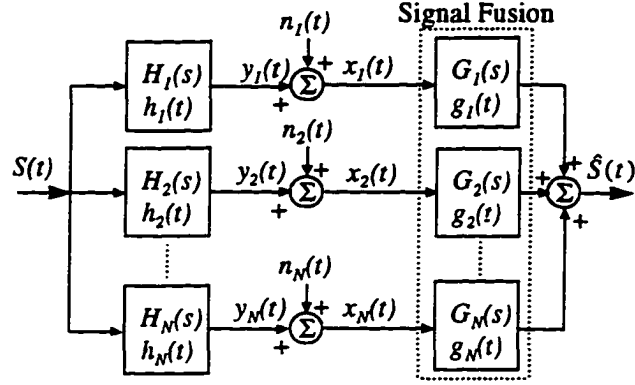 Signal Fusion
n1(t)
H1(s)
h1(t)
y1(t)
+
Σ
+
x1(t)
G1(s)
g1(t)
S(t)
n2(t)
H2(s)
h2(t)
y2(t)
+
Σ
+
x2(t)
G2(s)
g2(t)
+
+
Σ
+
Ŝ(t)
nN(t)
HN(s)
hN(t)
yN(t)
+
Σ
+
xN(t)
GN(s)
gN(t)